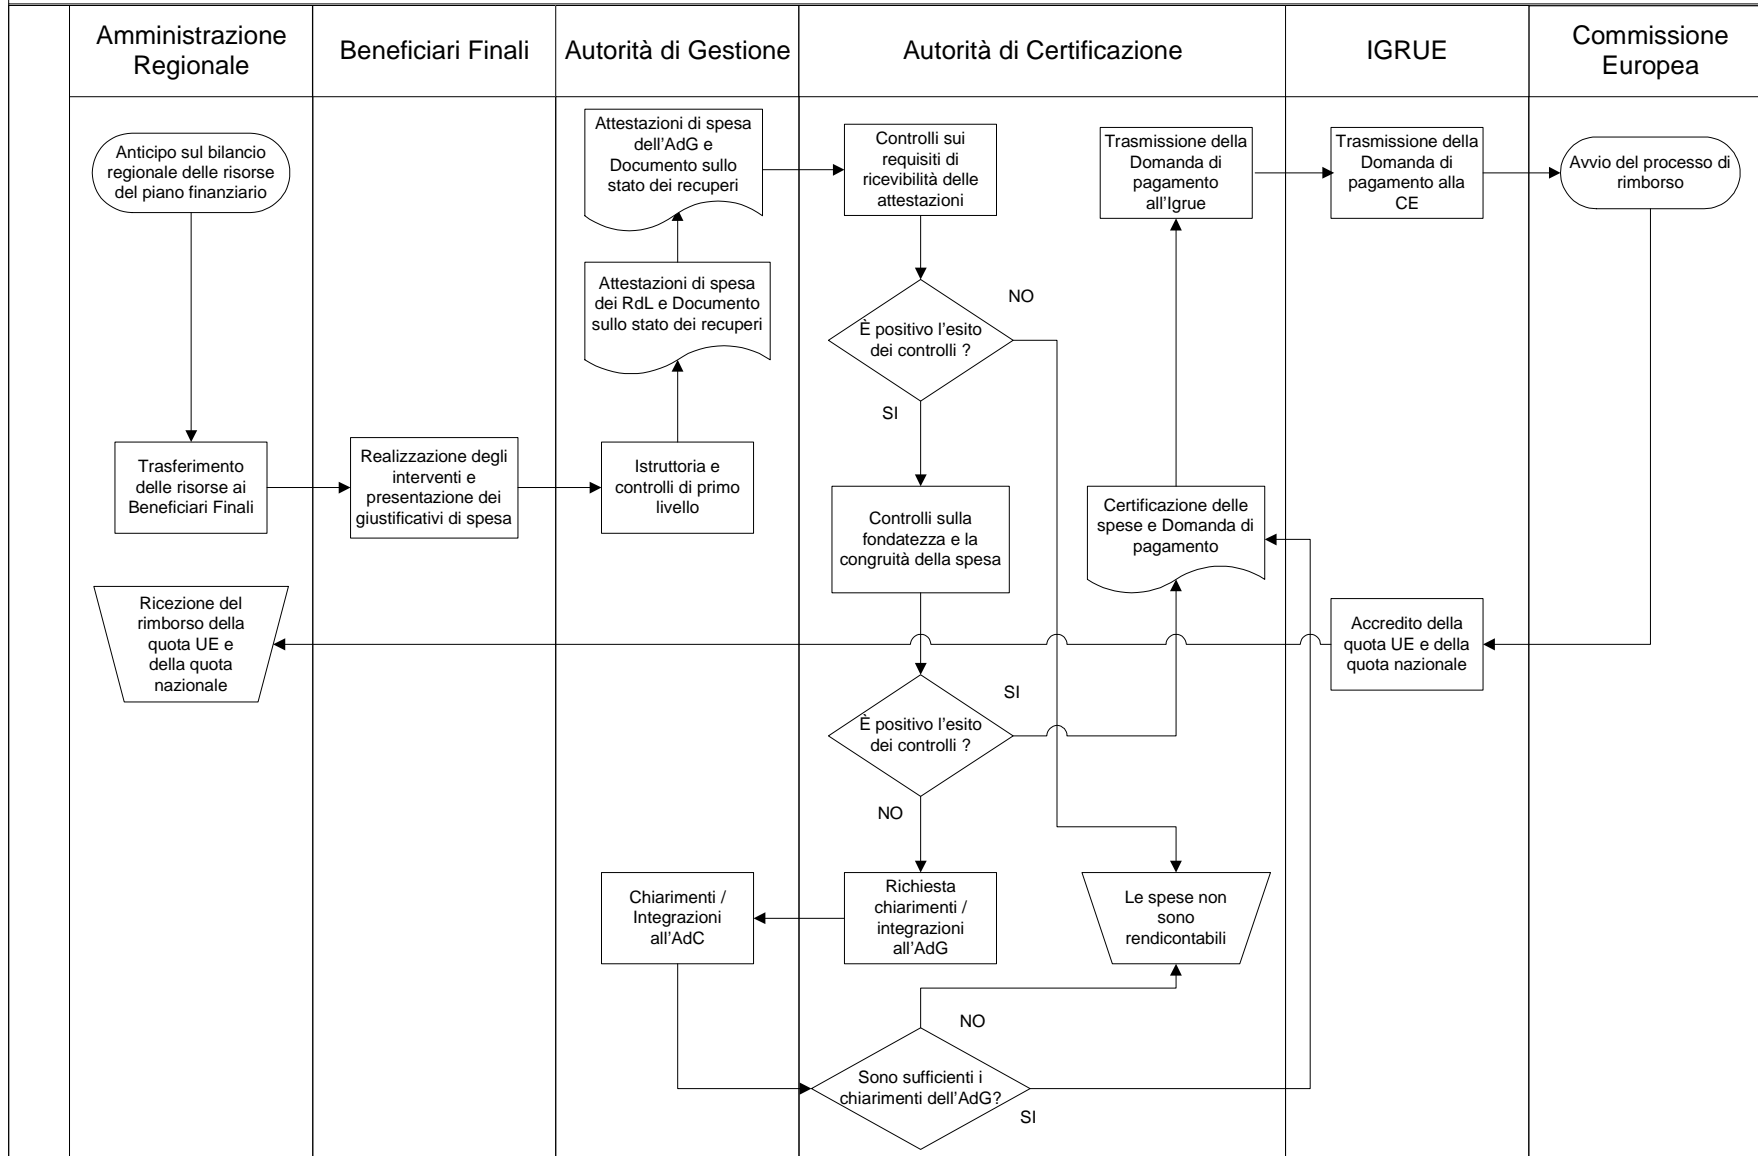 Amministrazione
Regionale
Beneficiari Finali
Autorità di Gestione
Autorità di Certificazione
IGRUE
Commissione
Europea
Anticipo sul bilancio
regionale delle risorse
del piano finanziario
Attestazioni di spesa
dell'AdG e
Documento sullo
stato dei recuperi
Controlli sui
requisiti di
ricevibilità delle
attestazioni
Trasmissione della
Domanda di
pagamento
all'Igrue
Trasmissione della
Domanda di
pagamento alla
CE
Avvio del processo di
rimborso
Attestazioni di spesa
dei RdL e Documento
sullo stato dei recuperi
È positivo l'esito
dei controlli ?
NO
SI
Trasferimento
delle risorse ai
Beneficiari Finali
Realizzazione degli
interventi e
presentazione dei
giustificativi di spesa
Istruttoria e
controlli di primo
livello
Controlli sulla
fondatezza e la
congruità della spesa
Certificazione delle
spese e Domanda di
pagamento
Ricezione del
rimborso della
quota UE e
della quota
nazionale
Accredito della
quota UE e della
quota nazionale
È positivo l'esito
dei controlli ?
SI
NO
Chiarimenti /
Integrazioni
all'AdC
Richiesta
chiarimenti /
integrazioni
all'AdG
Le spese non
sono
rendicontabili
NO
Sono sufficienti i
chiarimenti dell'AdG?
SI